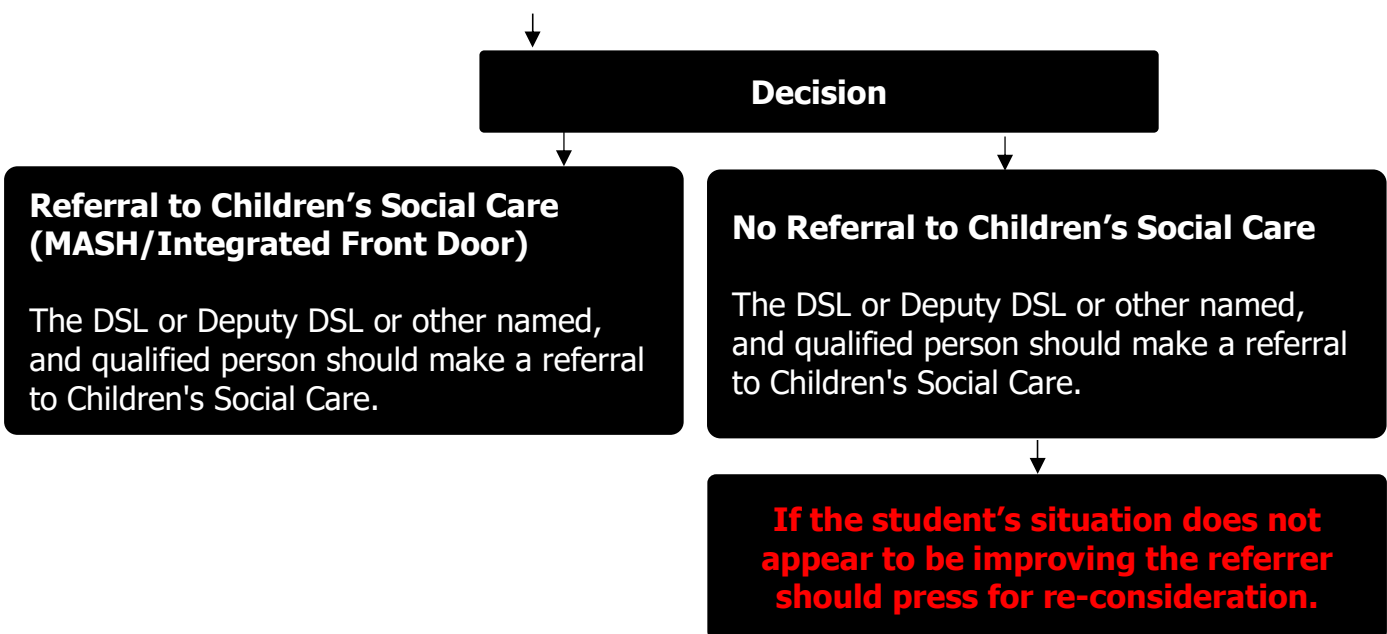 Decision
Referral to Children’s Social Care
(MASH/Integrated Front Door)
The DSL or Deputy DSL or other named,
and qualified person should make a referral
to Children's Social Care.
No Referral to Children’s Social Care
The DSL or Deputy DSL or other named,
and qualified person should make a referral
to Children's Social Care.
If the student’s situation does not
appear to be improving the referrer
should press for re-consideration.